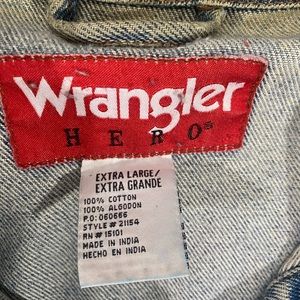 Wrangler
HERO®
EXTRA LARGE/
EXTRA GRANDE
100% COTTON
100% ALGODON
P.O: 060666
STYLE # 21154
RN # 15101
MADE IN INDIA
HECHO EN INDIA